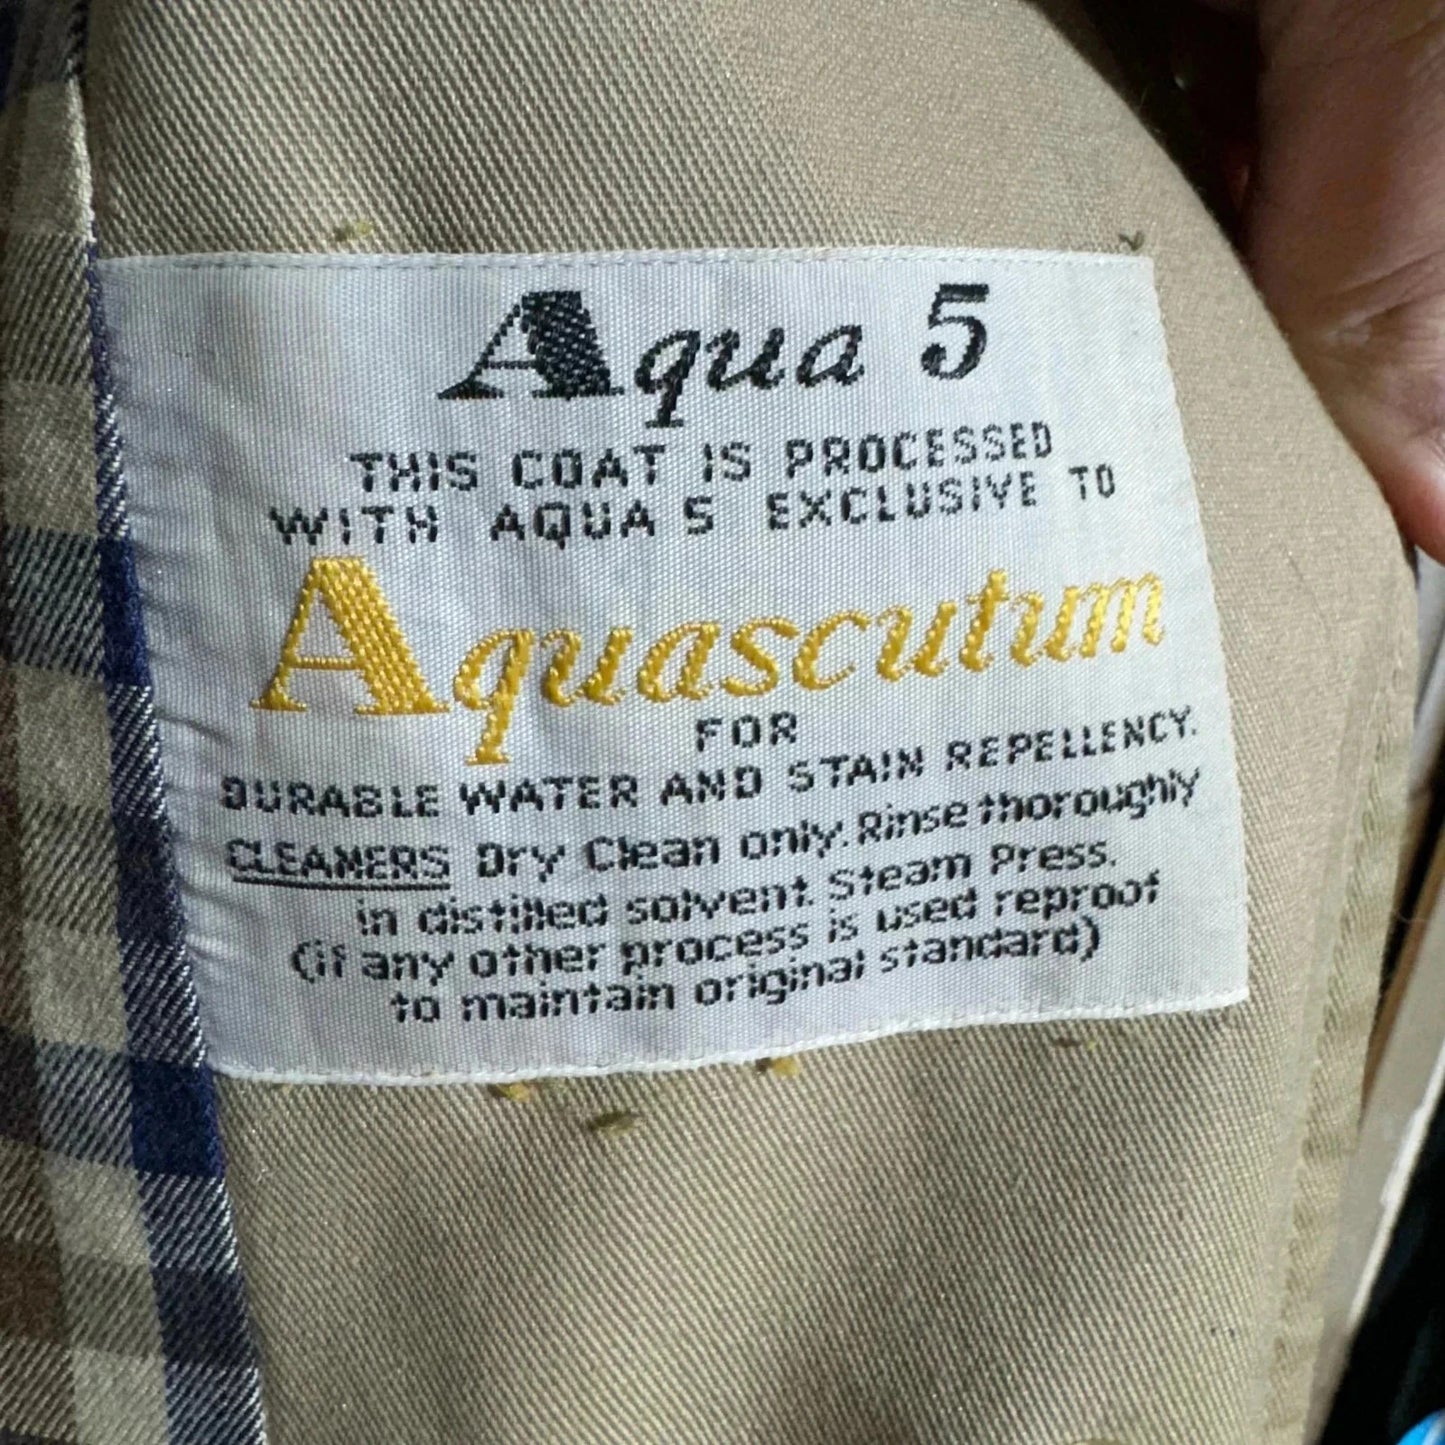 Aqua 5
THIS COAT IS PROCESSED
WITH AQUA 5 EXCLUSIVE TO
Aquascutum
FOR
DURABLE WATER AND STAIN REPELLENCY.
CLEANERS Dry Clean only. Rinse thoroughly
in distilled solvent. Steam Press.
(if any other process is used reproof
to maintain original standard)